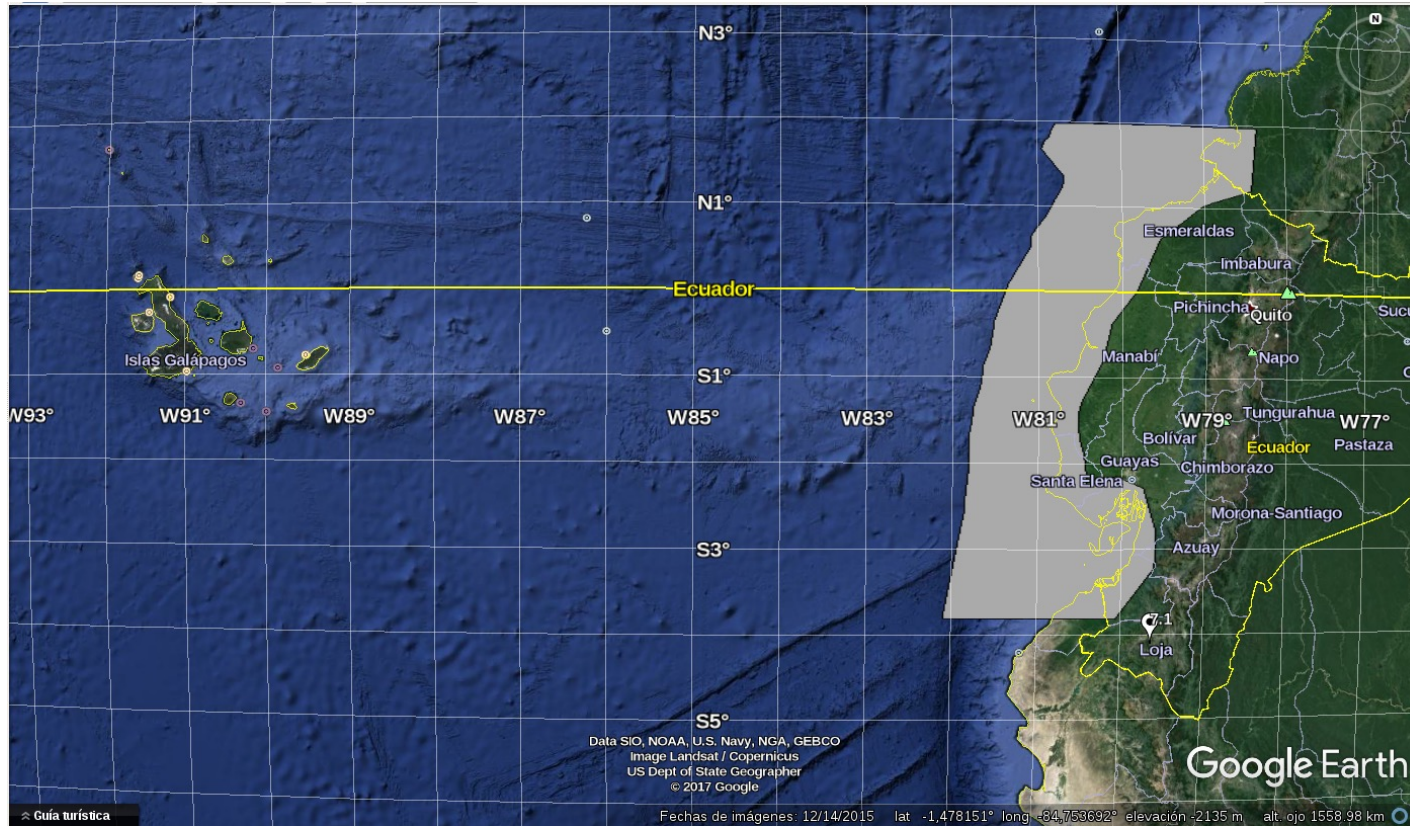 N
N3°
N1°
Esmeraldas
Imbabura
Ecuador
Pichincha
Quito
Islas Galápagos
Manabí
Napo
S1°
W93°
W91°
W89°
W87°
W85°
W83°
W81°
W79°
Tungurahua
W77°
Bolívar
Ecuador
Pastaza
Guayas
Chimborazo
Santa Elena
Morona-Santiago
S3°
Azuay
7.1
Loja
S5°
Data SIO, NOAA, U.S. Navy, NGA, GEBCO
Image Landsat / Copernicus
US Dept of State Geographer
© 2017 Google
Google Earth
Guía turística
Fechas de imágenes: 12/14/2015 lat -1,478151° long -84,753692° elevación -2135 m alt. ojo 1558.98 km